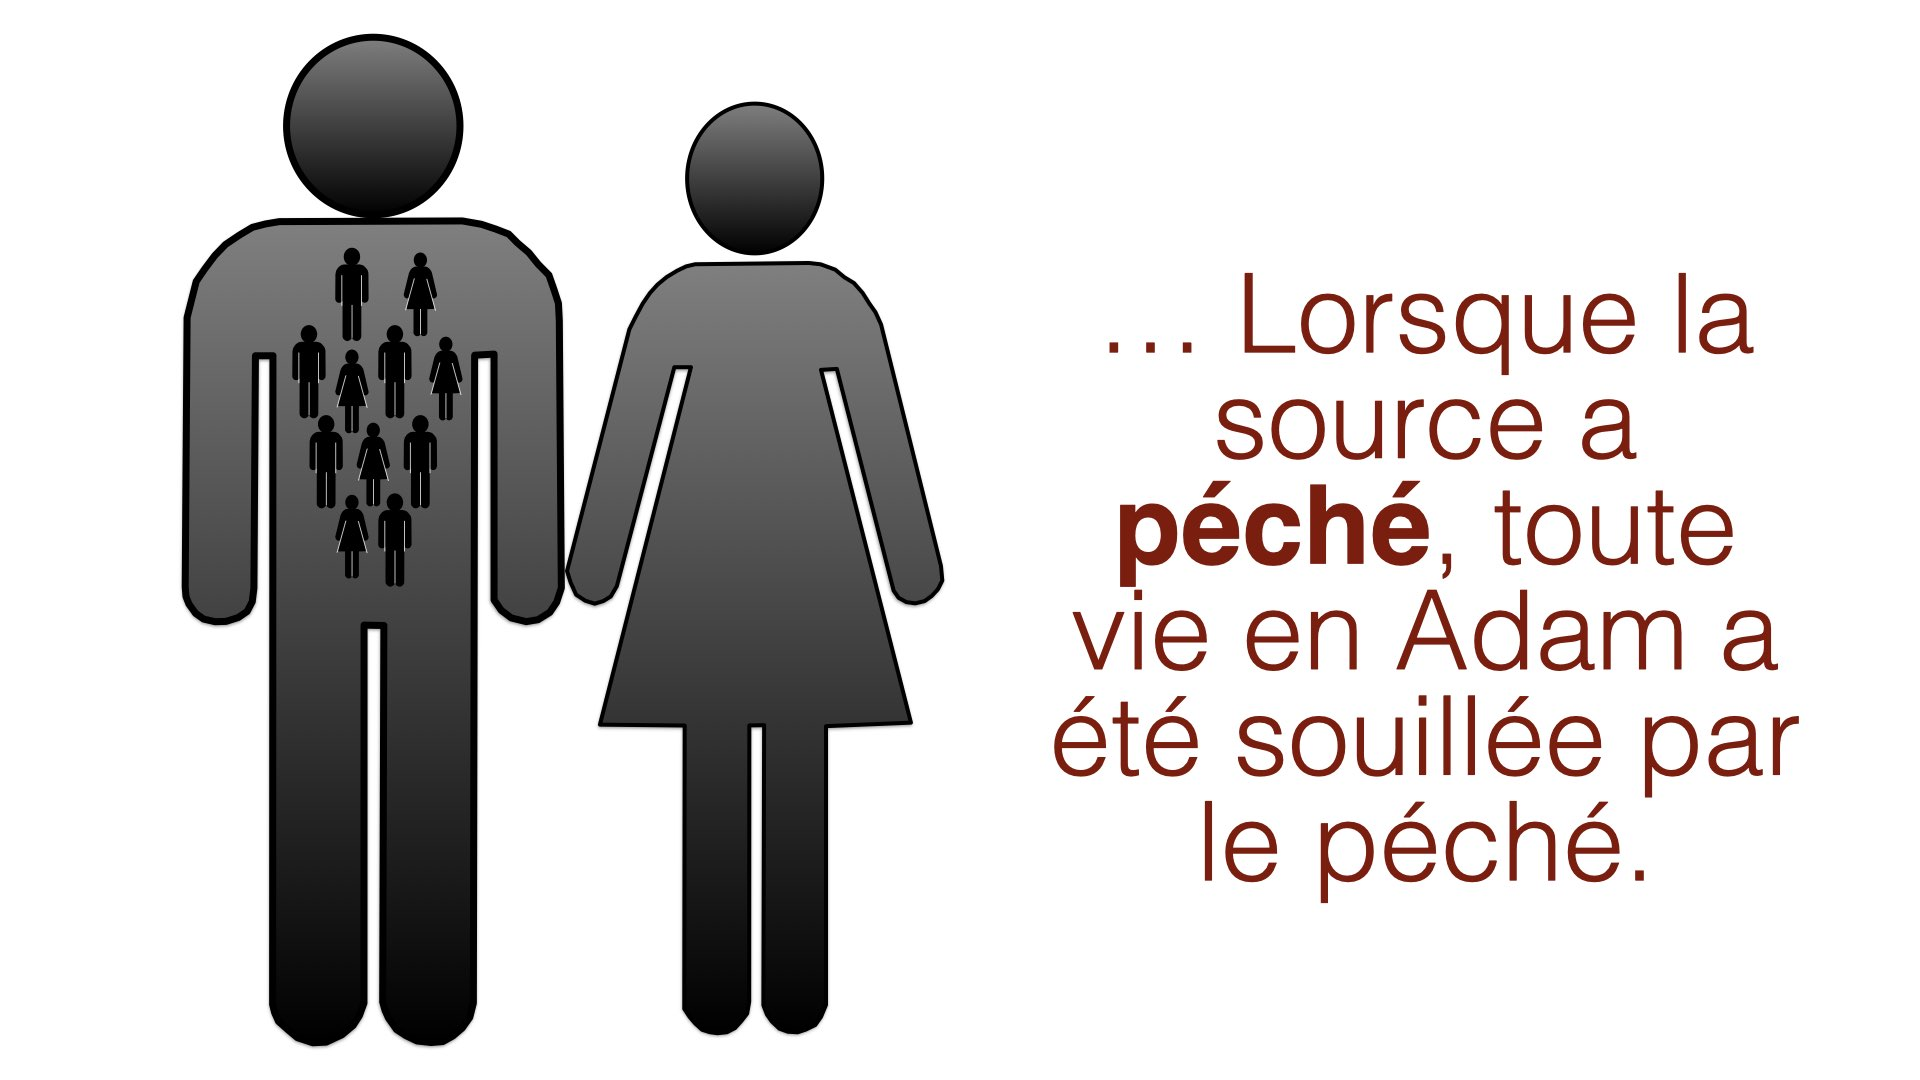 … Lorsque la
source a
péché, toute
vie en Adam a
été souillée par
le péché.